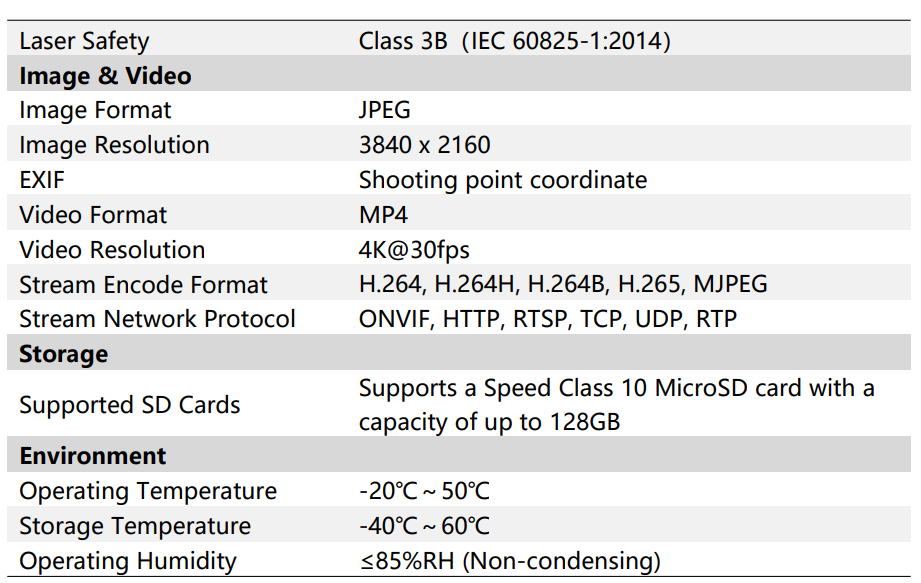 Laser Safety Class 3B（IEC 60825-1:2014）
Image & Video
Image Format JPEG
Image Resolution 3840 x 2160
EXIF Shooting point coordinate
Video Format MP4
Video Resolution 4K@30fps
Stream Encode Format H.264, H.264H, H.264B, H.265, MJPEG
Stream Network Protocol ONVIF, HTTP, RTSP, TCP, UDP, RTP
Storage
Supported SD Cards Supports a Speed Class 10 MicroSD card with a
capacity of up to 128GB
Environment
Operating Temperature -20℃ ~ 50℃
Storage Temperature -40℃ ~ 60℃
Operating Humidity ≤85%RH (Non-condensing)